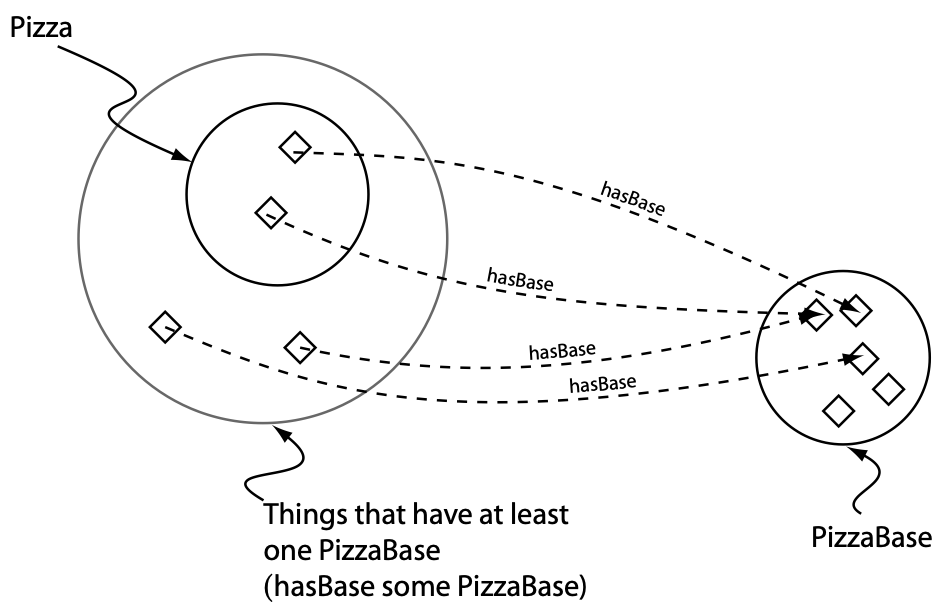 Pizza
hasBase
hasBase
hasBase
hasBase
Things that have at least
one PizzaBase
(hasBase some PizzaBase)
PizzaBase